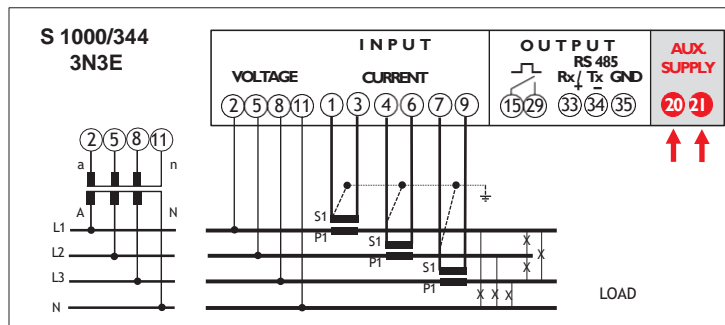 S 1000/344
3N3E
INPUT
VOLTAGE
CURRENT
2 5 8 11 1 3 4 6 7 9
OUTPUT
RS 485
Rx/ Tx GND
+ −
15 29 33 34 35
AUX.
SUPPLY
20 21
2 5 8 11
a n
A N
L1
L2
L3
N
S1
P1
S1
P1
S1
P1
X X
X X
X X X
LOAD